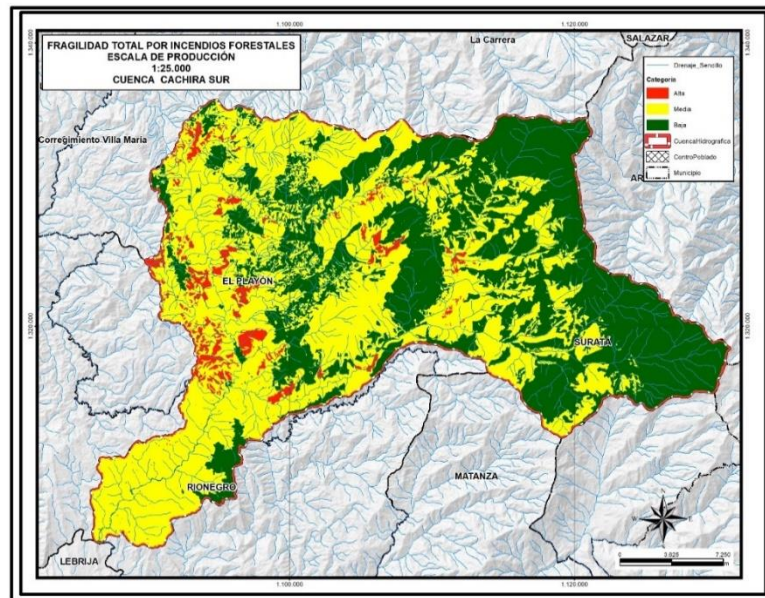 FRAGILIDAD TOTAL POR INCENDIOS FORESTALES
ESCALA DE PRODUCCIÓN
1:25.000
CUENCA CACHIRA SUR
1.100.000
1.120.000
1.340.000
1.340.000
La Carrera
SALAZAR
Drenaje_Sencillo
Categoria
Alta
Media
Baja
CuencaHidrografica
CentroPoblado
Municipio
Corregimiento Villa María
EL PLAYÓN
1.320.000
1.320.000
SURATÁ
MATANZA
RIONEGRO
LEBRIJA
0 3.625 7.250
m
1.100.000
1.120.000